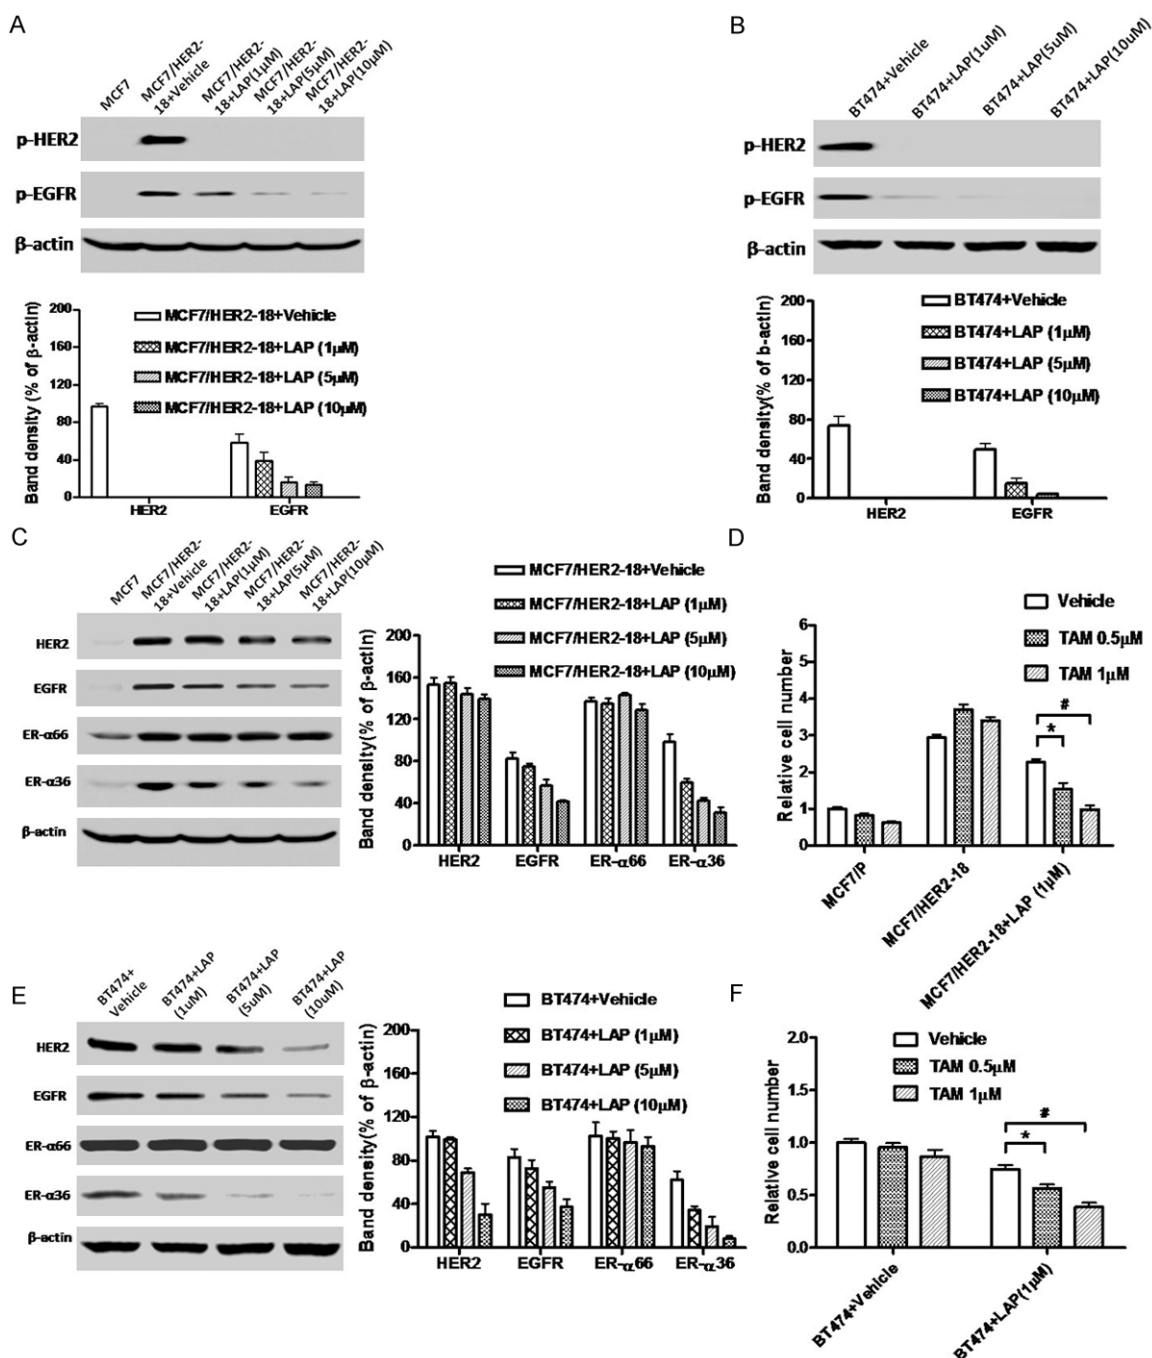 A
MCF7
MCF7/HER2-
18+Vehicle
MCF7/HER2-
18+LAP(1μM)
MCF7/HER2-
18+LAP(5μM)
MCF7/HER2-
18+LAP(10μM)
p-HER2
p-EGFR
β-actin
Band density (% of β-actin)
200
160
120
80
40
0
MCF7/HER2-18+Vehicle
MCF7/HER2-18+LAP (1μM)
MCF7/HER2-18+LAP (5μM)
MCF7/HER2-18+LAP (10μM)
HER2
EGFR
B
BT474+Vehicle
BT474+LAP(1uM)
BT474+LAP(5uM)
BT474+LAP(10uM)
p-HER2
p-EGFR
β-actin
Band density(% of b-actin)
200
160
120
80
40
0
BT474+Vehicle
BT474+LAP (1μM)
BT474+LAP (5μM)
BT474+LAP (10μM)
HER2
EGFR
C
MCF7
MCF7/HER2-
18+Vehicle
MCF7/HER2-
18+LAP(1μM)
MCF7/HER2-
18+LAP(5μM)
MCF7/HER2-
18+LAP(10μM)
HER2
EGFR
ER-α66
ER-α36
β-actin
Band density(% of β-actin)
200
160
120
80
40
0
MCF7/HER2-18+Vehicle
MCF7/HER2-18+LAP (1μM)
MCF7/HER2-18+LAP (5μM)
MCF7/HER2-18+LAP (10μM)
HER2
EGFR
ER-α66
ER-α36
D
Relative cell number
6
5
4
3
2
1
0
Vehicle
TAM 0.5μM
TAM 1μM
#
*
MCF7/P
MCF7/HER2-18
MCF7/HER2-18+LAP (1μM)
E
BT474+
Vehicle
BT474+LAP
(1uM)
BT474+LAP
(5uM)
BT474+LAP
(10uM)
HER2
EGFR
ER-α66
ER-α36
β-actin
Band density(% of β-actin)
200
160
120
80
40
0
BT474+Vehicle
BT474+LAP (1μM)
BT474+LAP (5μM)
BT474+LAP (10μM)
HER2
EGFR
ER-α66
ER-α36
F
Relative cell number
2.0
1.5
1.0
0.5
0.0
Vehicle
TAM 0.5μM
TAM 1μM
#
*
BT474+Vehicle
BT474+LAP(1μM)